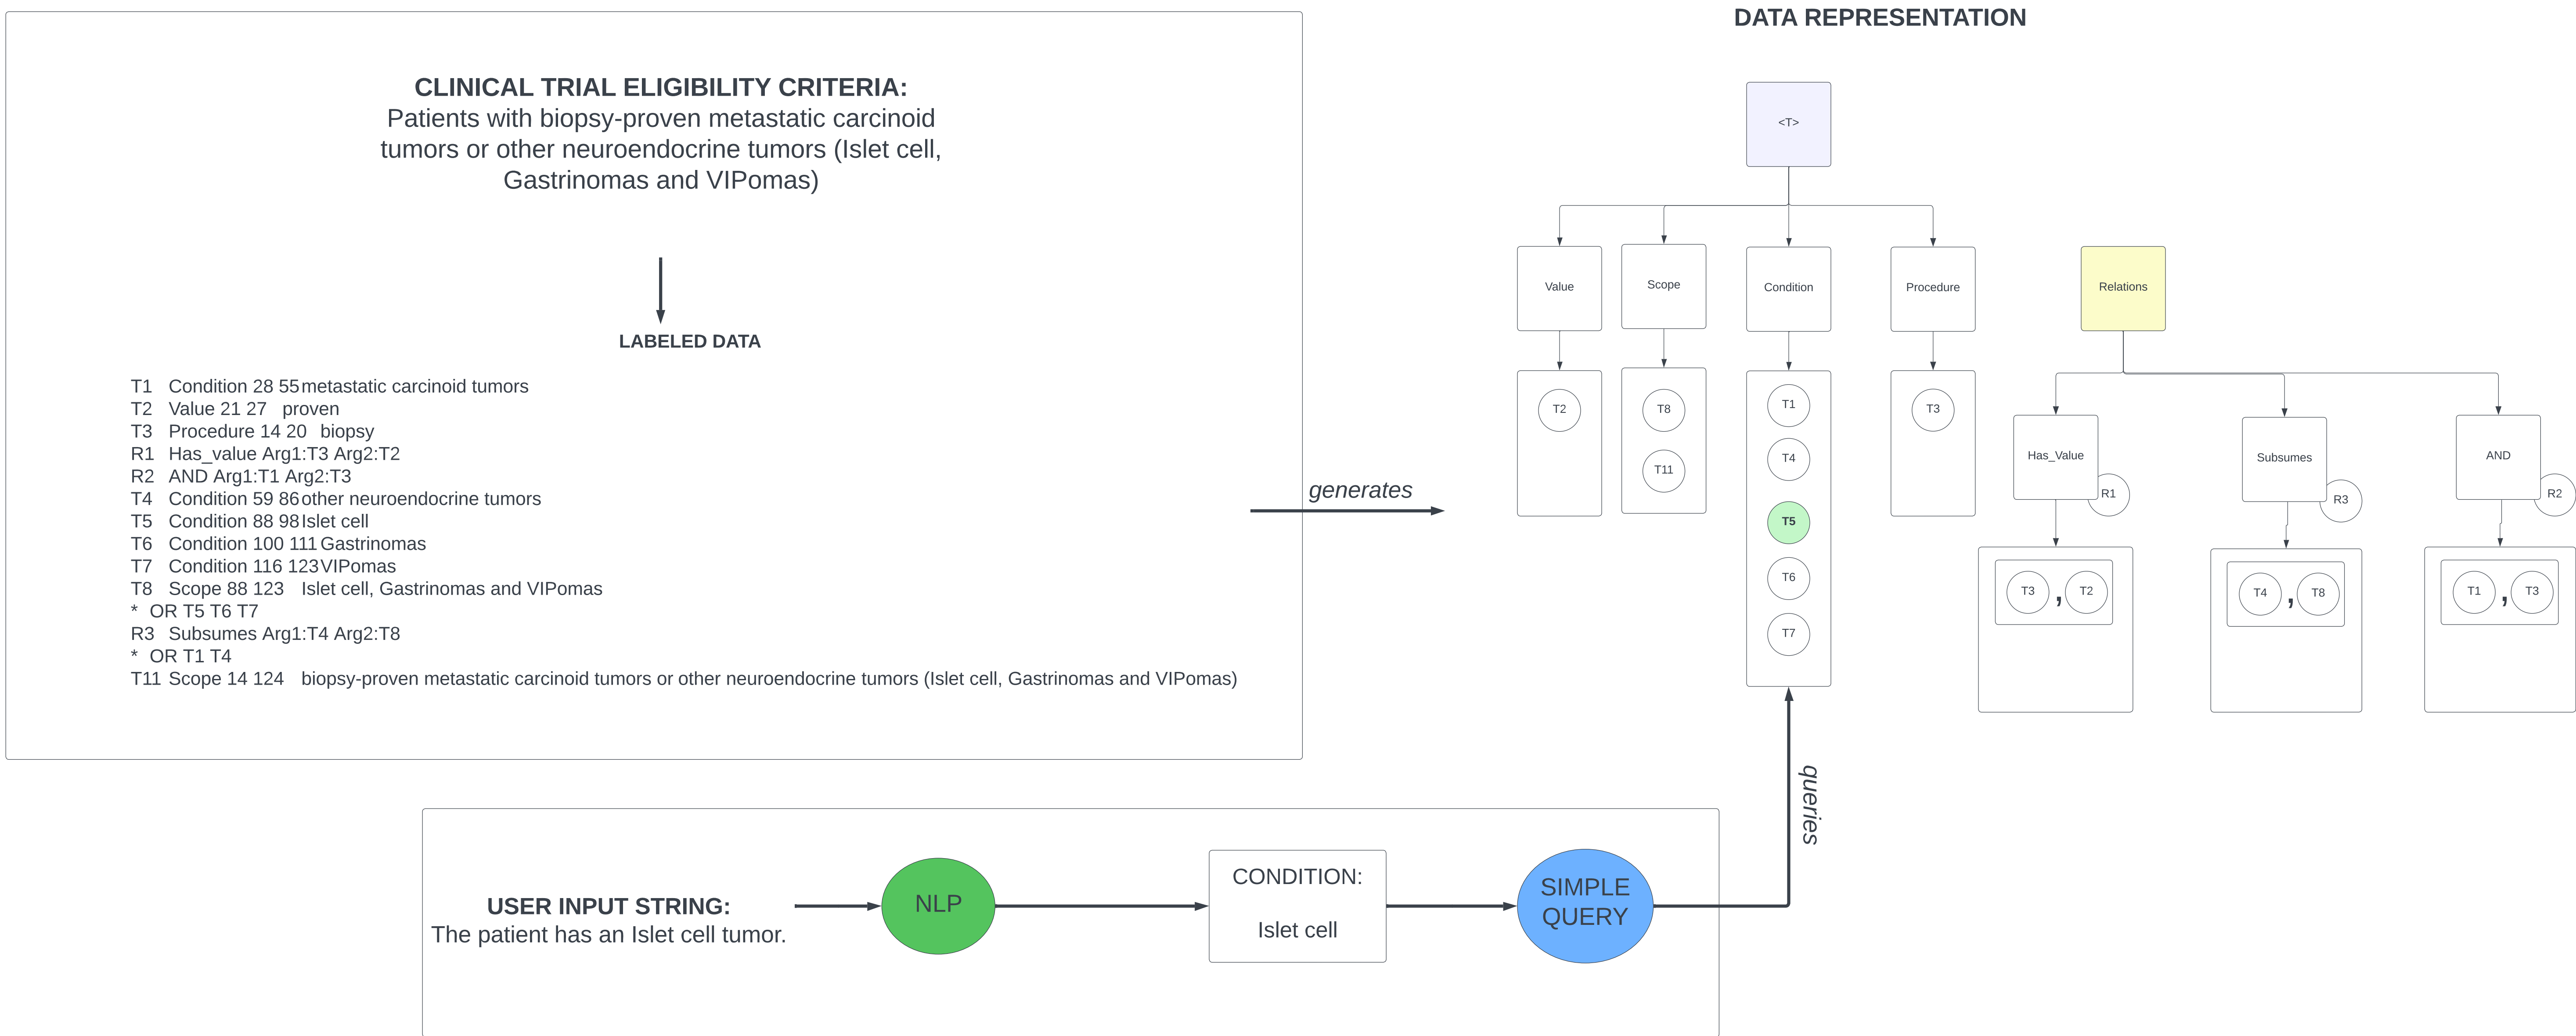 DATA REPRESENTATION
CLINICAL TRIAL ELIGIBILITY CRITERIA:
Patients with biopsy-proven metastatic carcinoid
tumors or other neuroendocrine tumors (Islet cell,
Gastrinomas and VIPomas)
LABELED DATA
T1 Condition 28 55 metastatic carcinoid tumors
T2 Value 21 27 proven
T3 Procedure 14 20 biopsy
R1 Has_value Arg1:T3 Arg2:T2
R2 AND Arg1:T1 Arg2:T3
T4 Condition 59 86 other neuroendocrine tumors
T5 Condition 88 98 Islet cell
T6 Condition 100 111 Gastrinomas
T7 Condition 116 123 VIPomas
T8 Scope 88 123 Islet cell, Gastrinomas and VIPomas
* OR T5 T6 T7
R3 Subsumes Arg1:T4 Arg2:T8
* OR T1 T4
T11 Scope 14 124 biopsy-proven metastatic carcinoid tumors or other neuroendocrine tumors (Islet cell, Gastrinomas and VIPomas)
generates
<T>
Value
Scope
Condition
Procedure
Relations
T2
T8
T11
T1
T4
T5
T6
T7
T3
Has_Value
R1
Subsumes
R3
AND
R2
T3 , T2
T4 , T8
T1 , T3
queries
USER INPUT STRING:
The patient has an Islet cell tumor.
NLP
CONDITION:
Islet cell
SIMPLE
QUERY